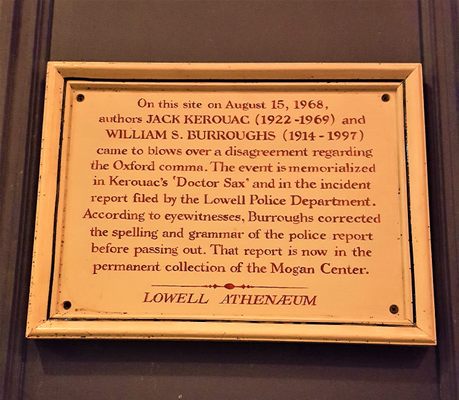 On this site on August 15, 1968,
authors JACK KEROUAC (1922-1969) and
WILLIAM S. BURROUGHS (1914-1997)
came to blows over a disagreement regarding
the Oxford comma. The event is memorialized
in Kerouac's 'Doctor Sax' and in the incident
report filed by the Lowell Police Department.
According to eyewitnesses, Burroughs corrected
the spelling and grammar of the police report
before passing out. That report is now in the
permanent collection of the Mogan Center.
LOWELL ATHENÆUM